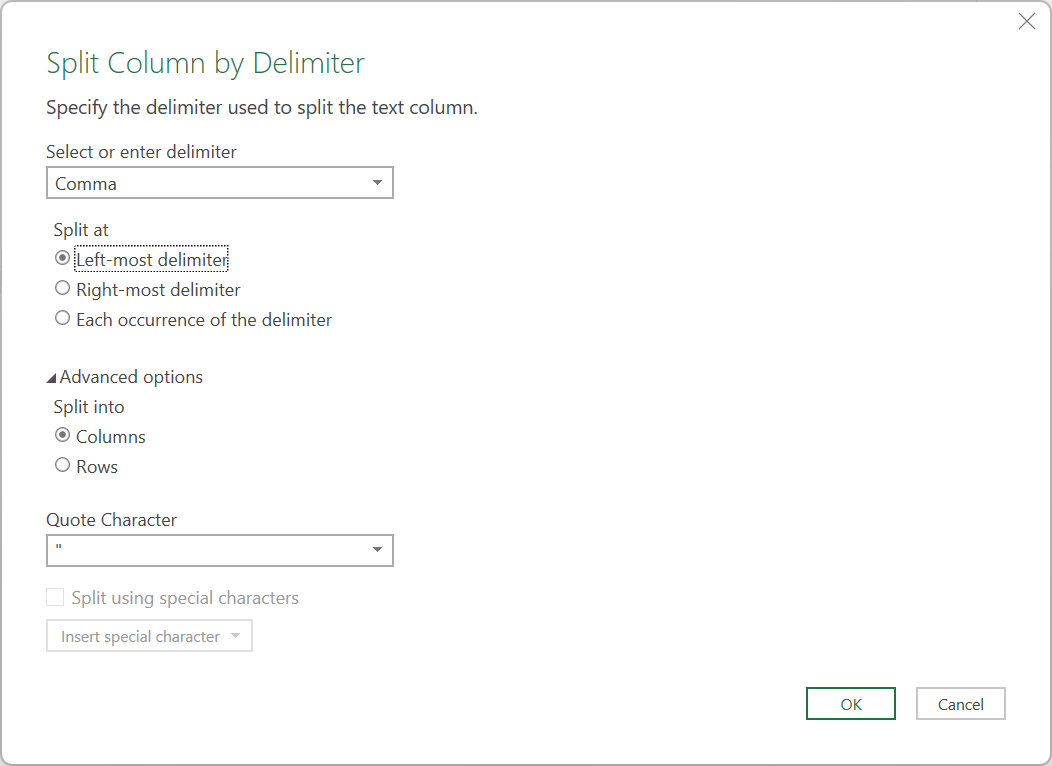 Split Column by Delimiter
Specify the delimiter used to split the text column.
Select or enter delimiter
Comma
Split at
Left-most delimiter
Right-most delimiter
Each occurrence of the delimiter
Advanced options
Split into
Columns
Rows
Quote Character
"
Split using special characters
Insert special character
OK Cancel